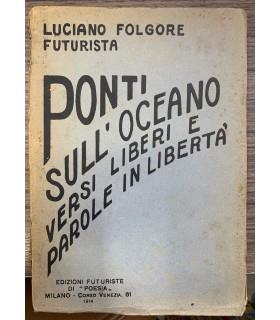 LUCIANO FOLGORE
FUTURISTA
PONTI
SULL'OCEANO
VERSI LIBERI E
PAROLE IN LIBERTÀ
EDIZIONI FUTURISTE
DI "POESIA"
MILANO - CORSO VENEZIA, 61
1914